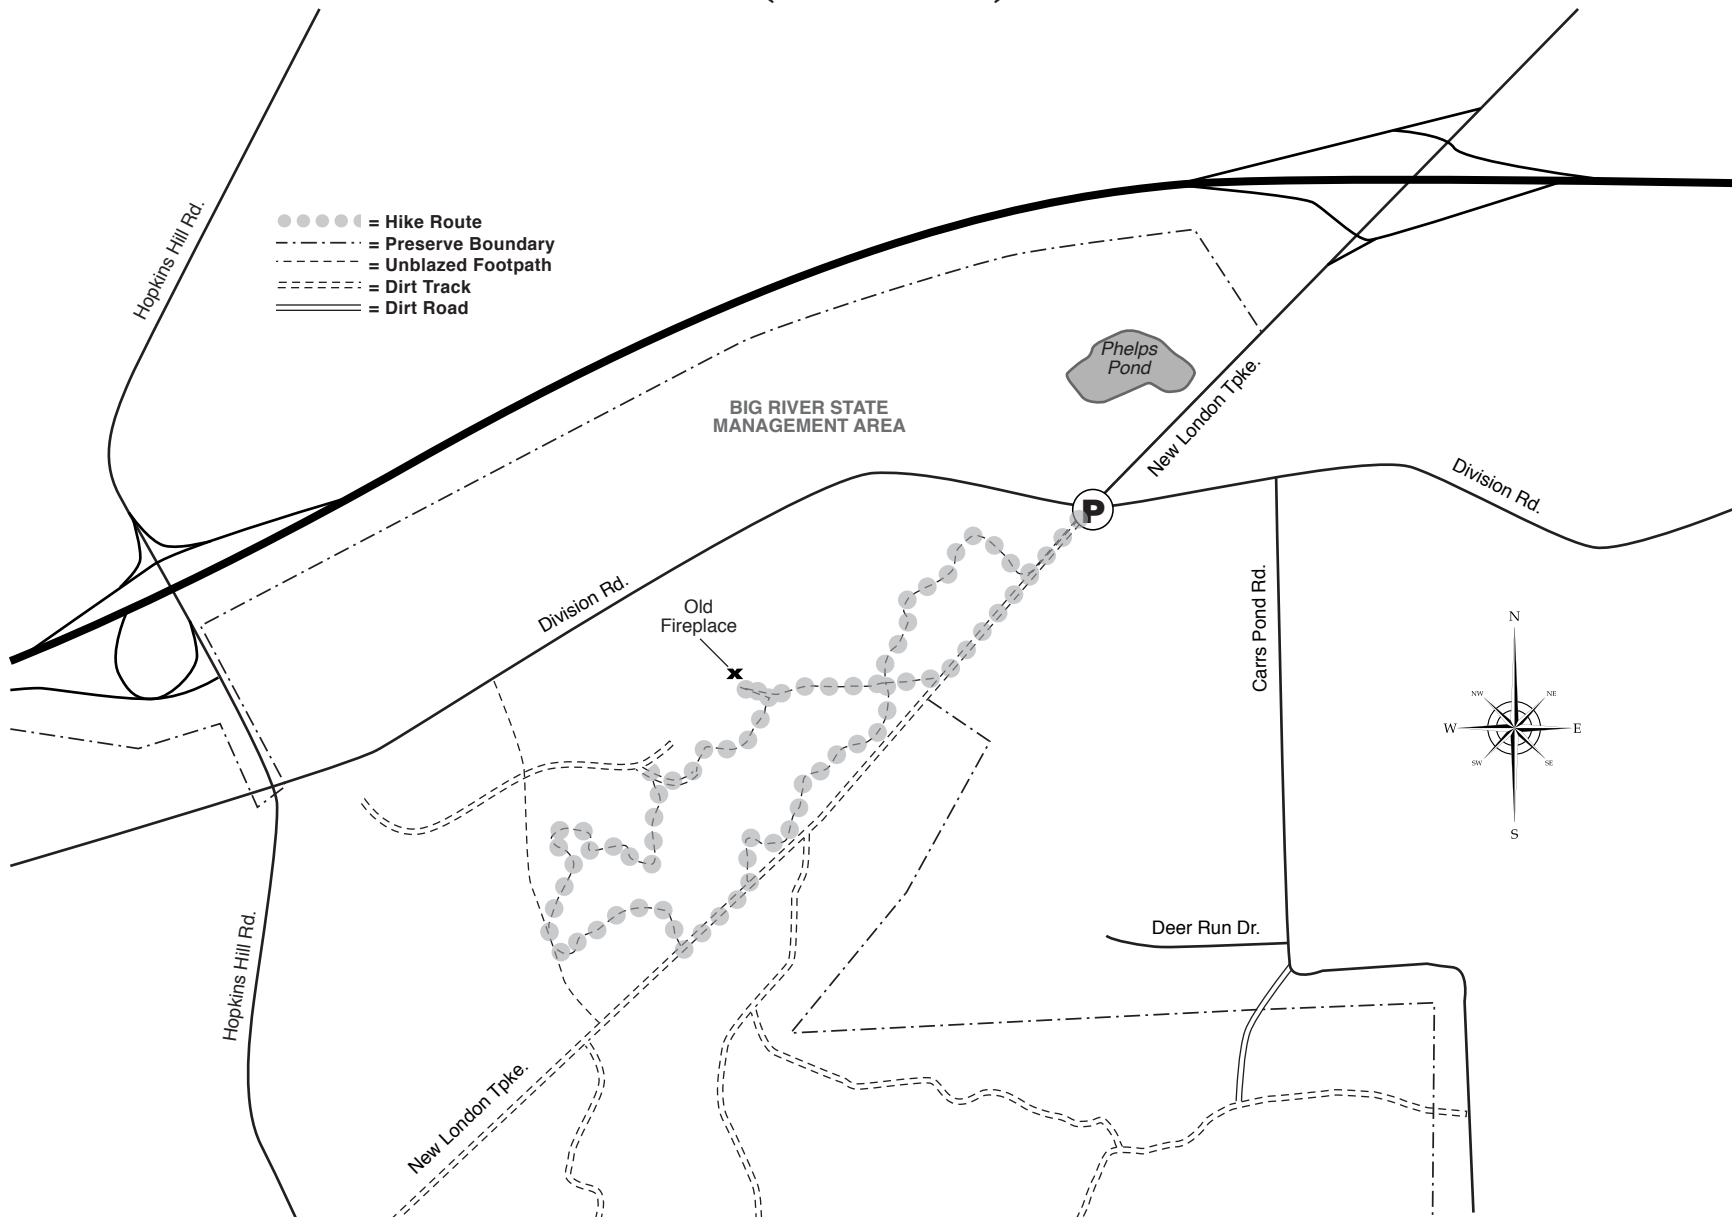 Hopkins Hill Rd.
= Hike Route
= Preserve Boundary
= Unblazed Footpath
= Dirt Track
= Dirt Road
Phelps
Pond
BIG RIVER STATE
MANAGEMENT AREA
New London Tpke.
Division Rd.
P
Division Rd.
Old
Fireplace
x
Carrs Pond Rd.
N
NW
NE
W
E
SW
SE
S
Deer Run Dr.
Hopkins Hill Rd.
New London Tpke.